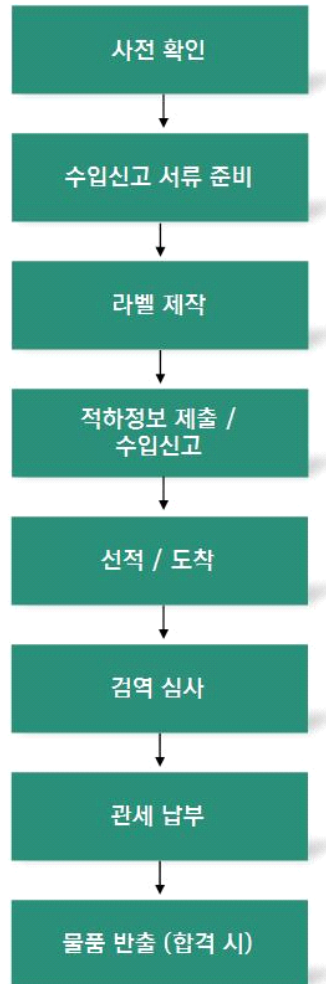 사전 확인
수입신고 서류 준비
라벨 제작
적하정보 제출 /
수입신고
선적 / 도착
검역 심사
관세 납부
물품 반출 (합격 시)